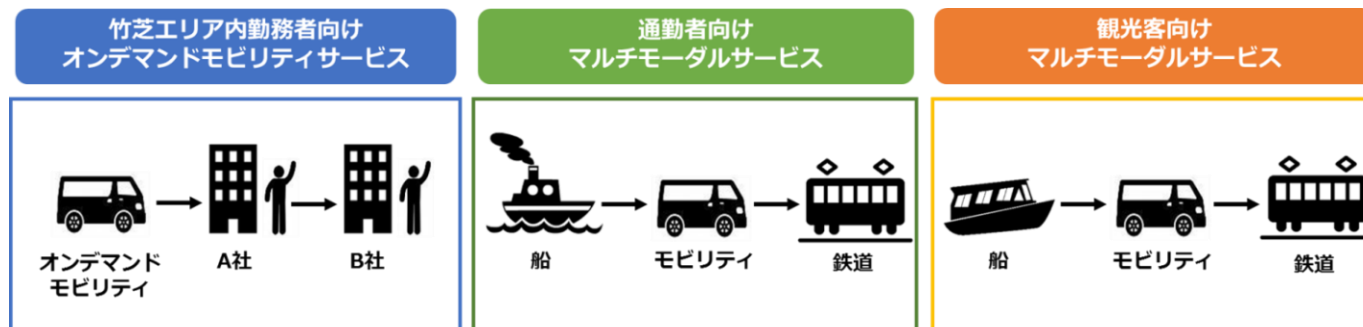 竹芝エリア内勤務者向け
オンデマンドモビリティサービス
通勤者向け
マルチモーダルサービス
観光客向け
マルチモーダルサービス
オンデマンド
モビリティ
A社
B社
船
モビリティ
鉄道
船
モビリティ
鉄道